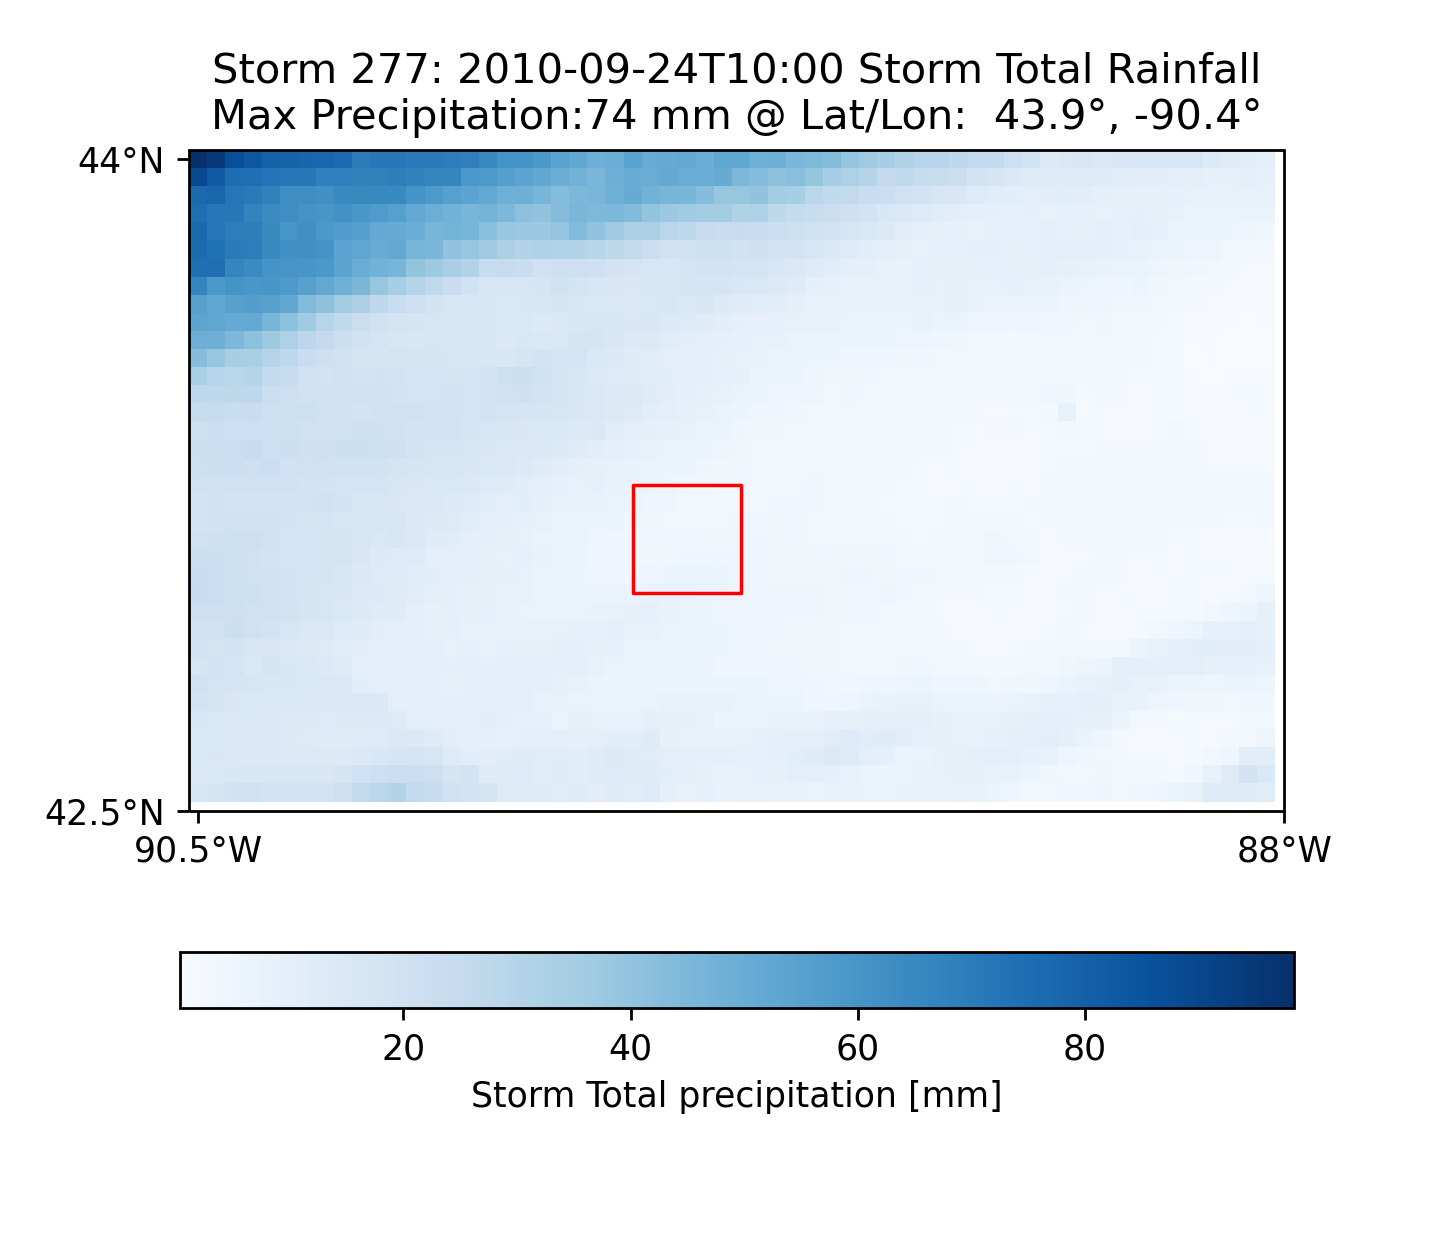 Storm 277: 2010-09-24T10:00 Storm Total Rainfall
Max Precipitation:74 mm @ Lat/Lon:  43.9°, -90.4°
44°N
42.5°N
90.5°W
88°W
20
40
60
80
Storm Total precipitation [mm]